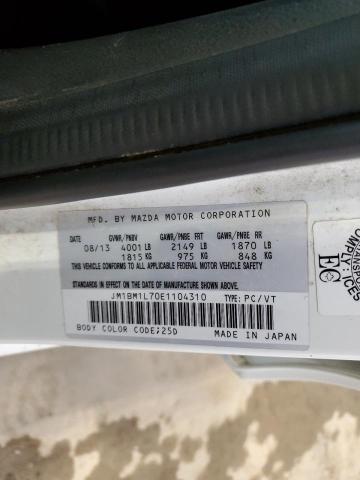 MFD. BY MAZDA MOTOR CORPORATION
DATE GVWR/PNBV GAWR/PNBE FRT GAWR/PNBE RR
08/13 4001 LB 2149 LB 1870 LB
1815 KG 975 KG 848 KG
THIS VEHICLE CONFORMS TO ALL APPLICABLE FEDERAL MOTOR VEHICLE SAFETY
STANDARDS IN EFFECT ON THE DATE OF MANUFACTURE SHOWN ABOVE.
JM1BM1L70E1104310 TYPE: PC/VT
BODY COLOR CODE;25D MADE IN JAPAN
TRANSPORT